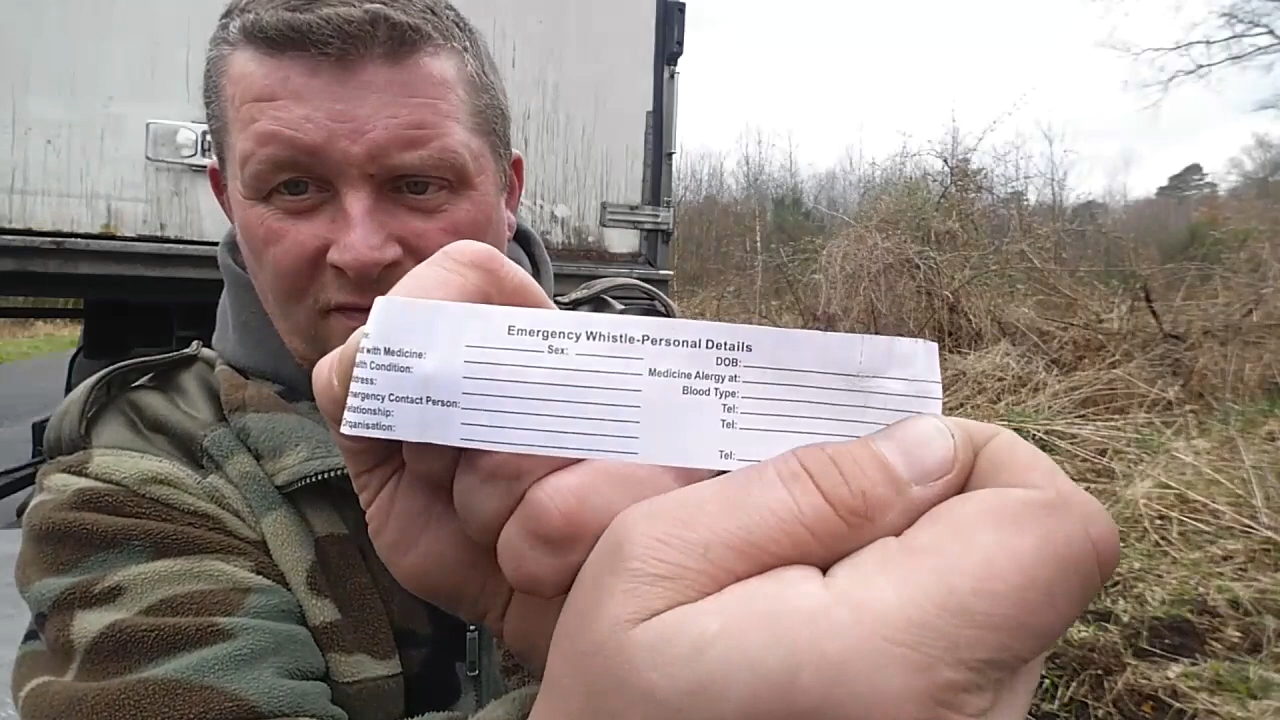 Emergency Whistle-Personal Details
Sex: DOB:
with Medicine: Medicine Alergy at:
Condition: Blood Type:
Tel:
Emergency Contact Person: Tel:
Relationship:
Organisation: Tel: